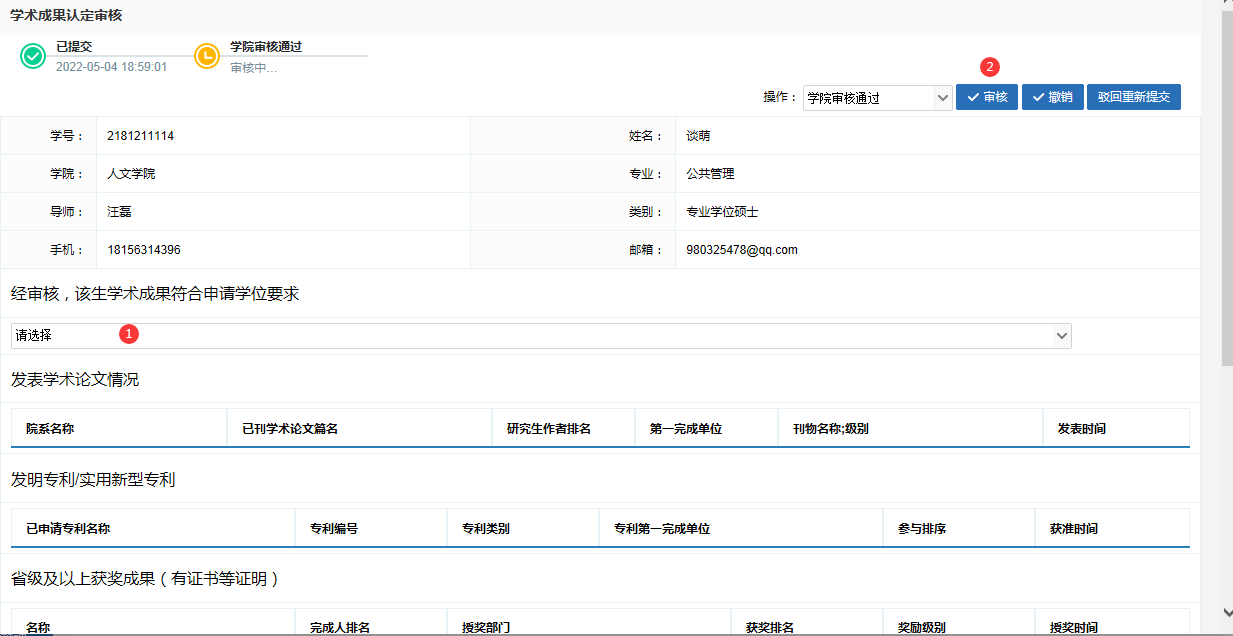 学术成果认定审核
已提交 学院审核通过
2022-05-04 18:59:01 审核中...
2
操作： 学院审核通过 审核 撤销 驳回重新提交
学号： 2181211114 姓名： 谈萌
学院： 人文学院 专业： 公共管理
导师： 汪磊 类别： 专业学位硕士
手机： 18156314396 邮箱： 980325478@qq.com
经审核，该生学术成果符合申请学位要求
请选择 1
发表学术论文情况
院系名称 已刊学术论文篇名 研究生作者排名 第一完成单位 刊物名称;级别 发表时间
发明专利/实用新型专利
已申请专利名称 专利编号 专利类别 专利第一完成单位 参与排序 获准时间
省级及以上获奖成果（有证书等证明）
名称 完成人排名 授奖部门 获奖排名 奖励级别 授奖时间